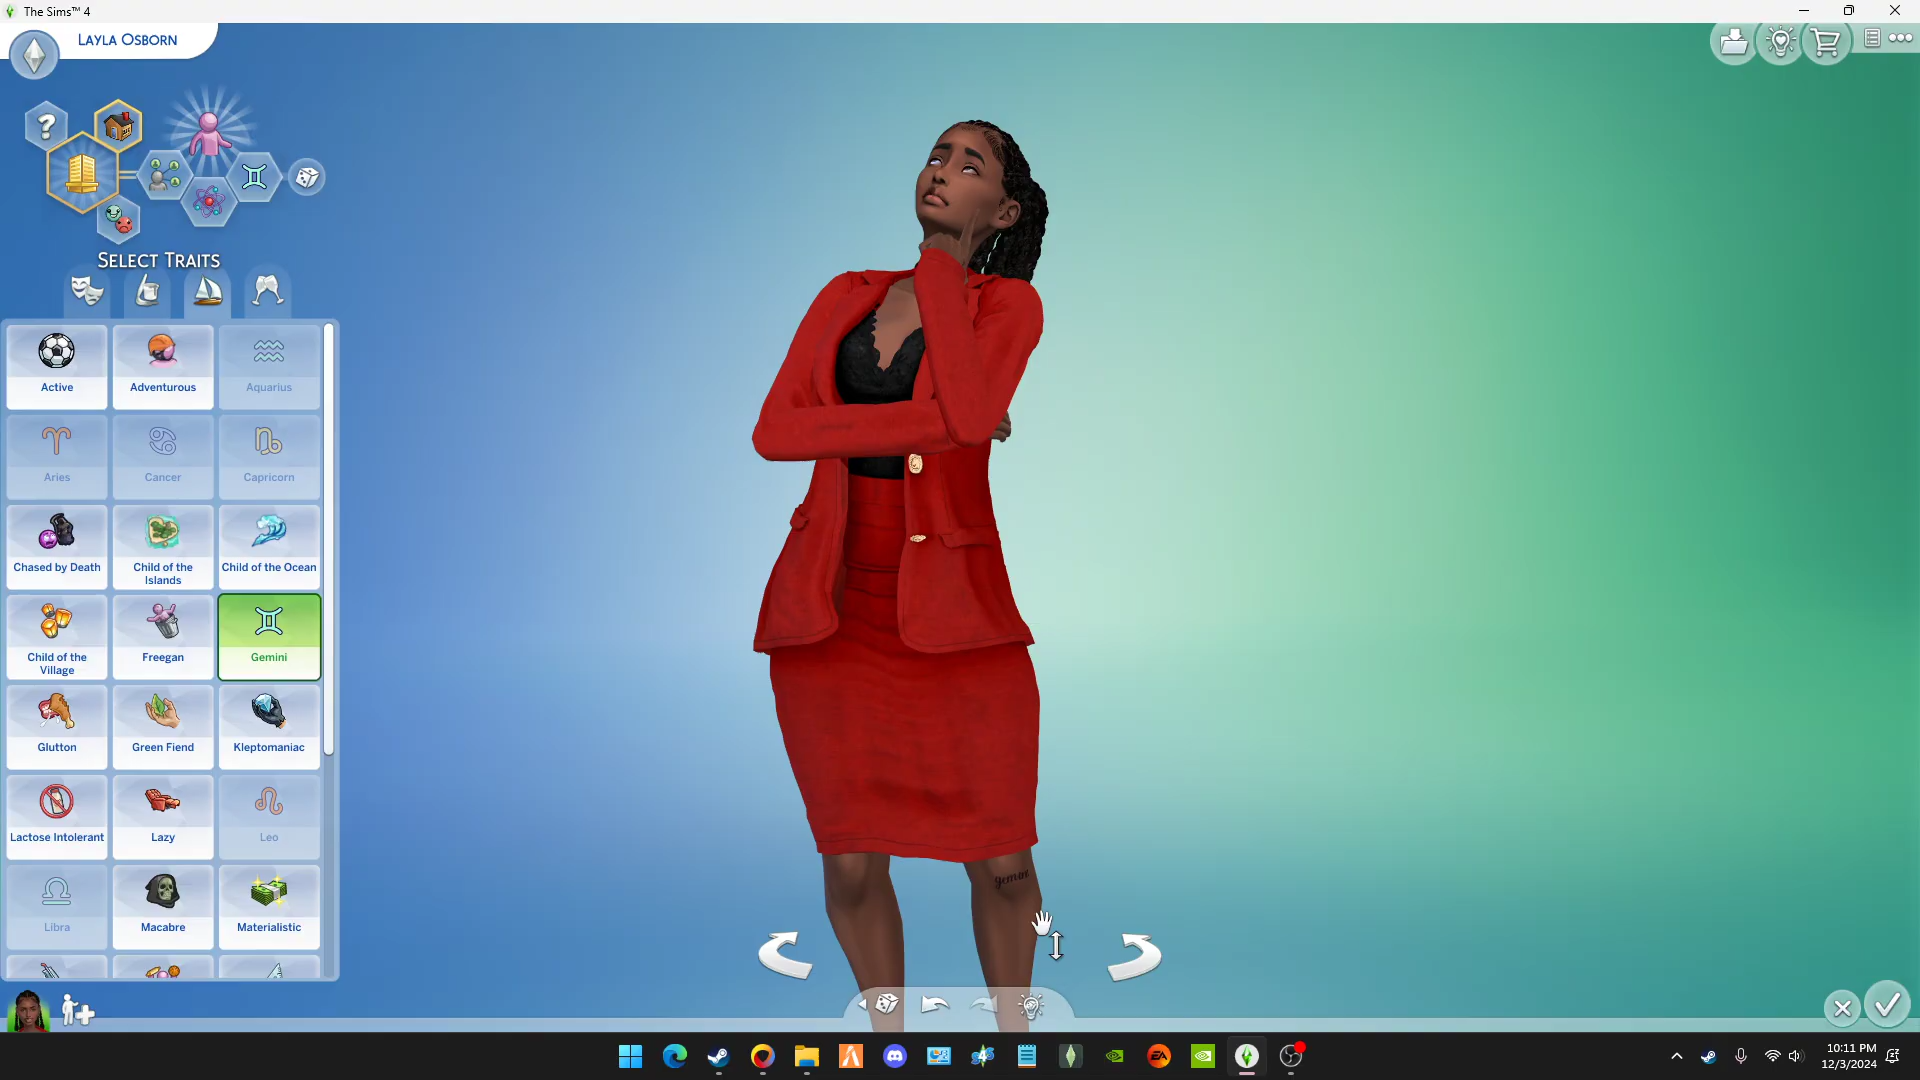 The Sims™ 4
LAYLA OSBORN
SELECT TRAITS
Active
Adventurous
Aquarius
Aries
Cancer
Capricorn
Chased by Death
Child of the
Islands
Child of the Ocean
Child of the
Village
Freegan
Gemini
Glutton
Green Fiend
Kleptomaniac
Lactose Intolerant
Lazy
Leo
Libra
Macabre
Materialistic
gemini
EA
10:11 PM
12/3/2024